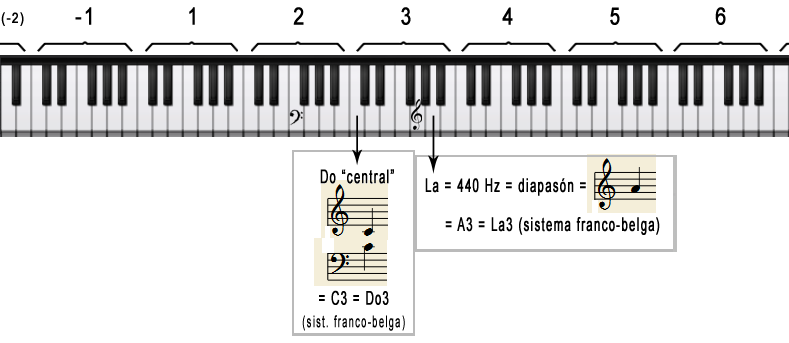 (-2) -1 1 2 3 4 5 6
Do “central”
= C3 = Do3
(sist. franco-belga)
La = 440 Hz = diapasón =
= A3 = La3 (sistema franco-belga)